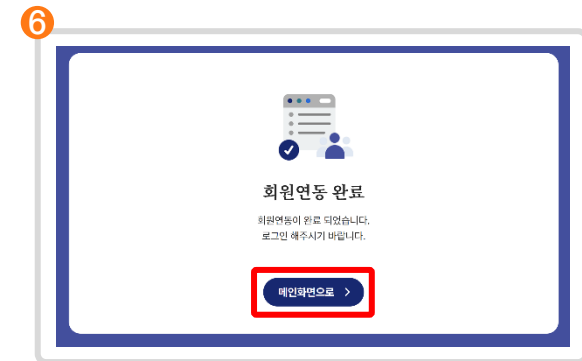 6
회원연동 완료
회원연동이 완료 되었습니다.
로그인 해주시기 바랍니다.
메인화면으로 >